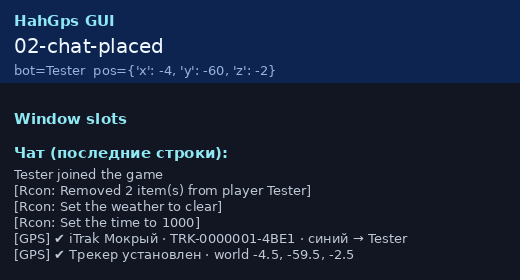 HahGps GUI
02-chat-placed
bot=Tester  pos={'x': -4, 'y': -60, 'z': -2}
Window slots
Чат (последние строки):
Tester joined the game
[Rcon: Removed 2 item(s) from player Tester]
[Rcon: Set the weather to clear]
[Rcon: Set the time to 1000]
[GPS] ✔ iTrak Мокрый · TRK-0000001-4BE1 · синий → Tester
[GPS] ✔ Трекер установлен · world -4.5, -59.5, -2.5